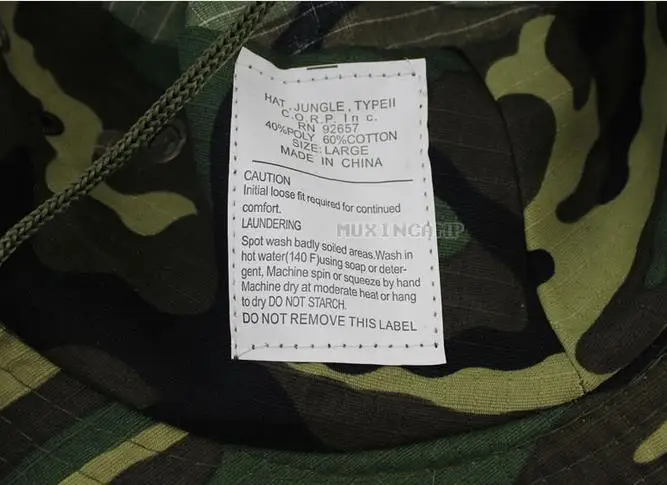 HAT, JUNGLE, TYPEII
C.O.R.P. Inc.
RN 92657
40%POLY 60%COTTON
SIZE: LARGE
MADE IN CHINA
CAUTION
Initial loose fit required for continued
comfort.
LAUNDERING
MUXINCAMP
Spot wash badly soiled areas.Wash in
hot water(140 F)using soap or deter-
gent, Machine spin or squeeze by hand
Machine dry at moderate heat or hang
to dry DO NOT STARCH.
DO NOT REMOVE THIS LABEL